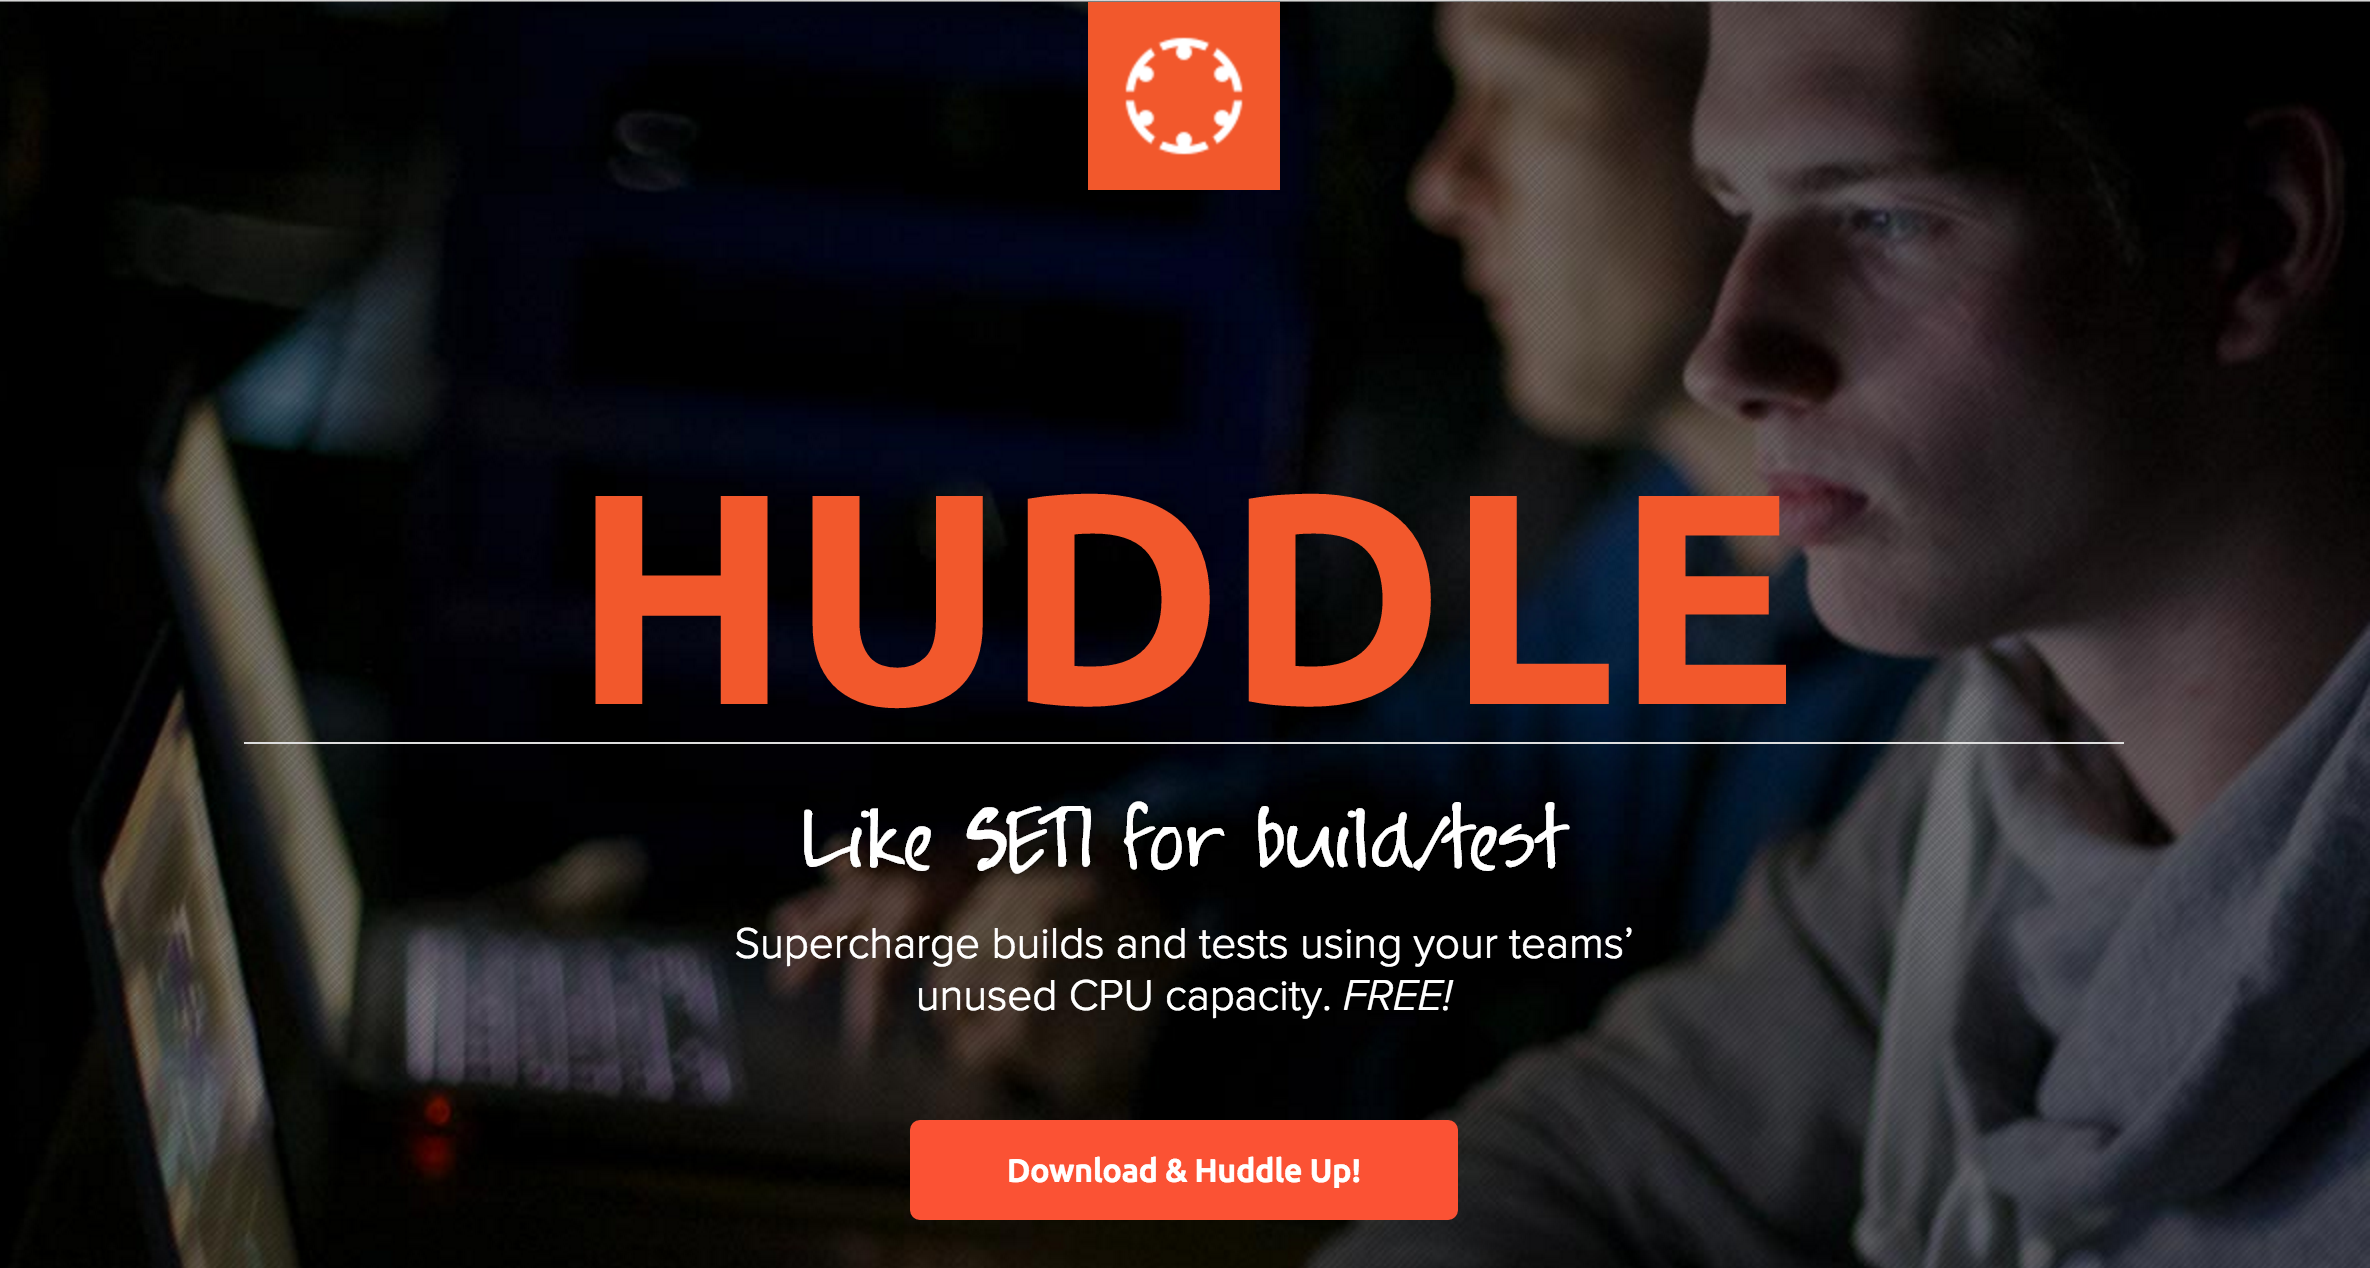 HUDDLE
Like SETI for build/test
Supercharge builds and tests using your teams’
unused CPU capacity. FREE!
Download & Huddle Up!